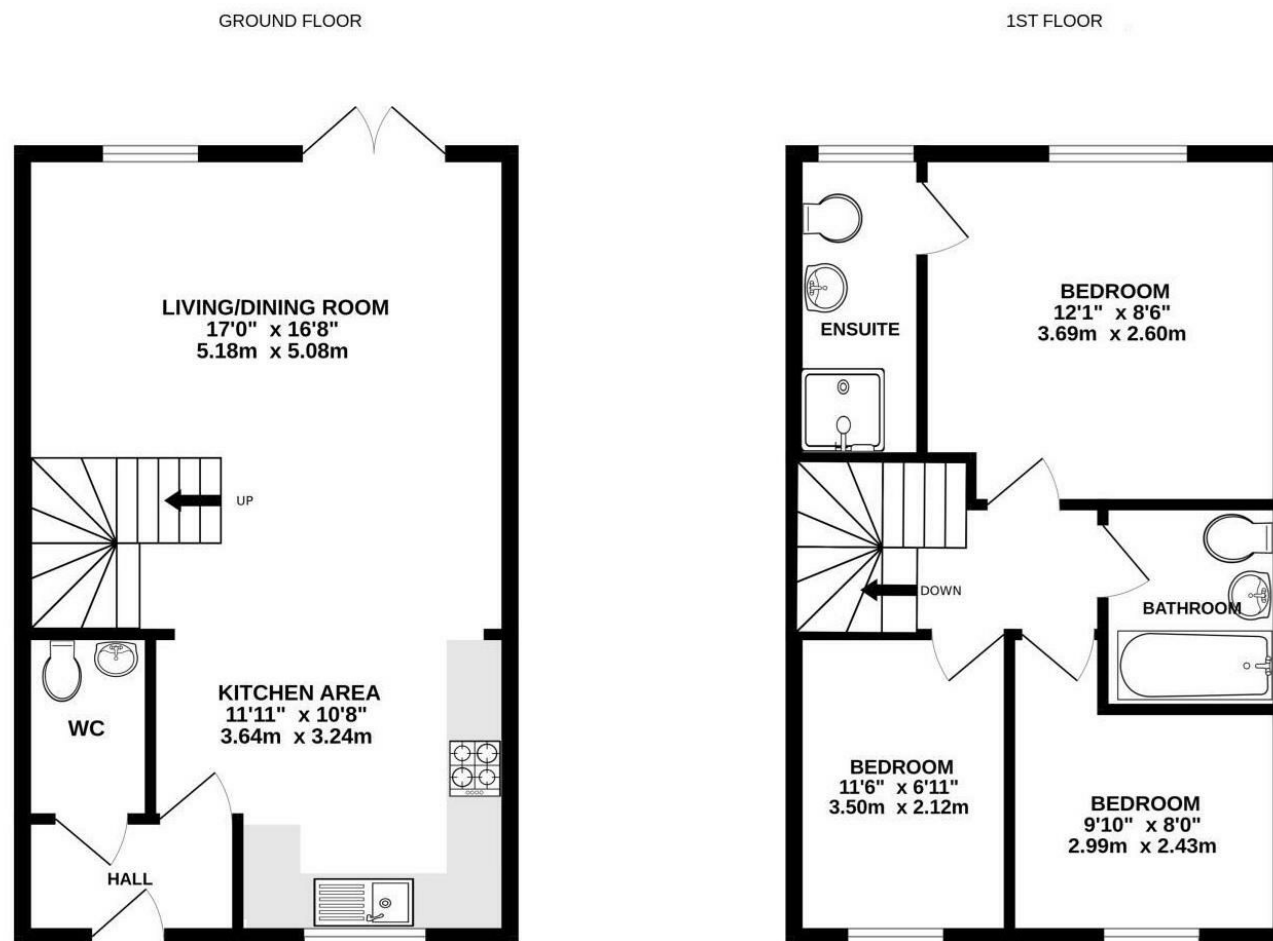 GROUND FLOOR
1ST FLOOR
LIVING/DINING ROOM
17'0" x 16'8"
5.18m x 5.08m
UP
KITCHEN AREA
11'11" x 10'8"
3.64m x 3.24m
WC
HALL
BEDROOM
12'1" x 8'6"
3.69m x 2.60m
ENSUITE
DOWN
BATHROOM
BEDROOM
11'6" x 6'11"
3.50m x 2.12m
BEDROOM
9'10" x 8'0"
2.99m x 2.43m